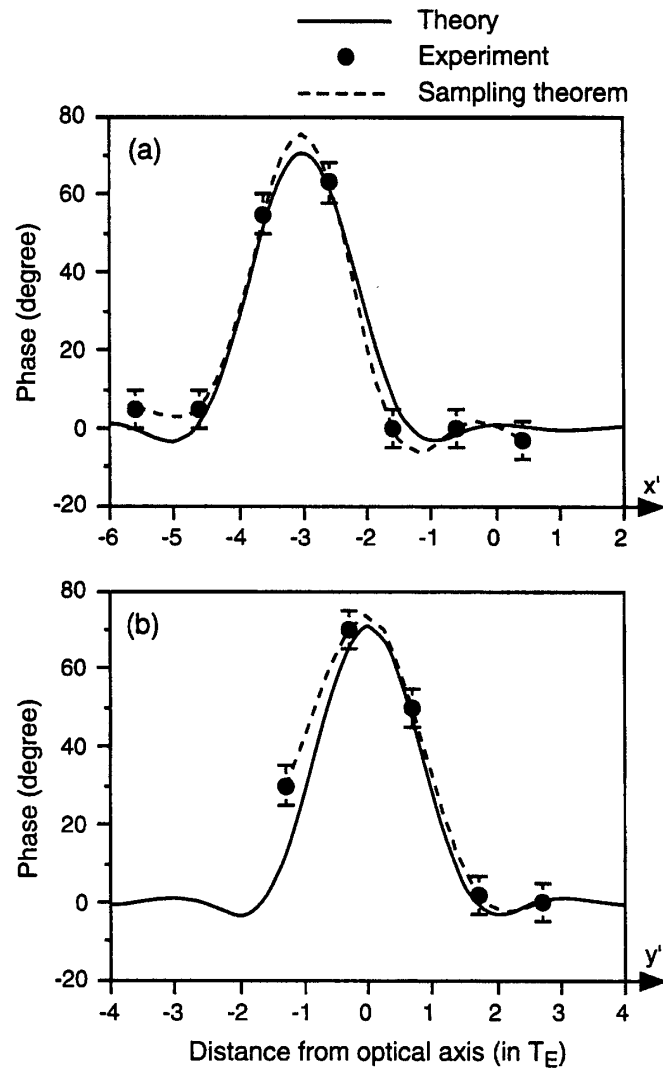 Theory
Experiment
Sampling theorem
(a)
Phase (degree)
80
60
40
20
0
-20
-6 -5 -4 -3 -2 -1 0 1 2
x'
(b)
Phase (degree)
80
60
40
20
0
-20
-4 -3 -2 -1 0 1 2 3 4
y'
Distance from optical axis (in T_E)